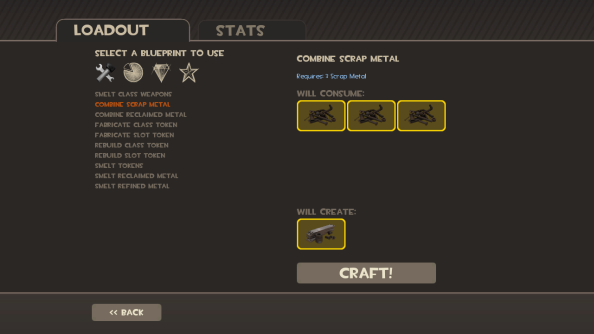 LOADOUT
STATS
SELECT A BLUEPRINT TO USE
SMELT CLASS WEAPONS
COMBINE SCRAP METAL
COMBINE RECLAIMED METAL
FABRICATE CLASS TOKEN
FABRICATE SLOT TOKEN
REBUILD CLASS TOKEN
REBUILD SLOT TOKEN
SMELT TOKENS
SMELT RECLAIMED METAL
SMELT REFINED METAL
COMBINE SCRAP METAL
Requires: 3 Scrap Metal
WILL CONSUME:
WILL CREATE:
CRAFT!
<< BACK